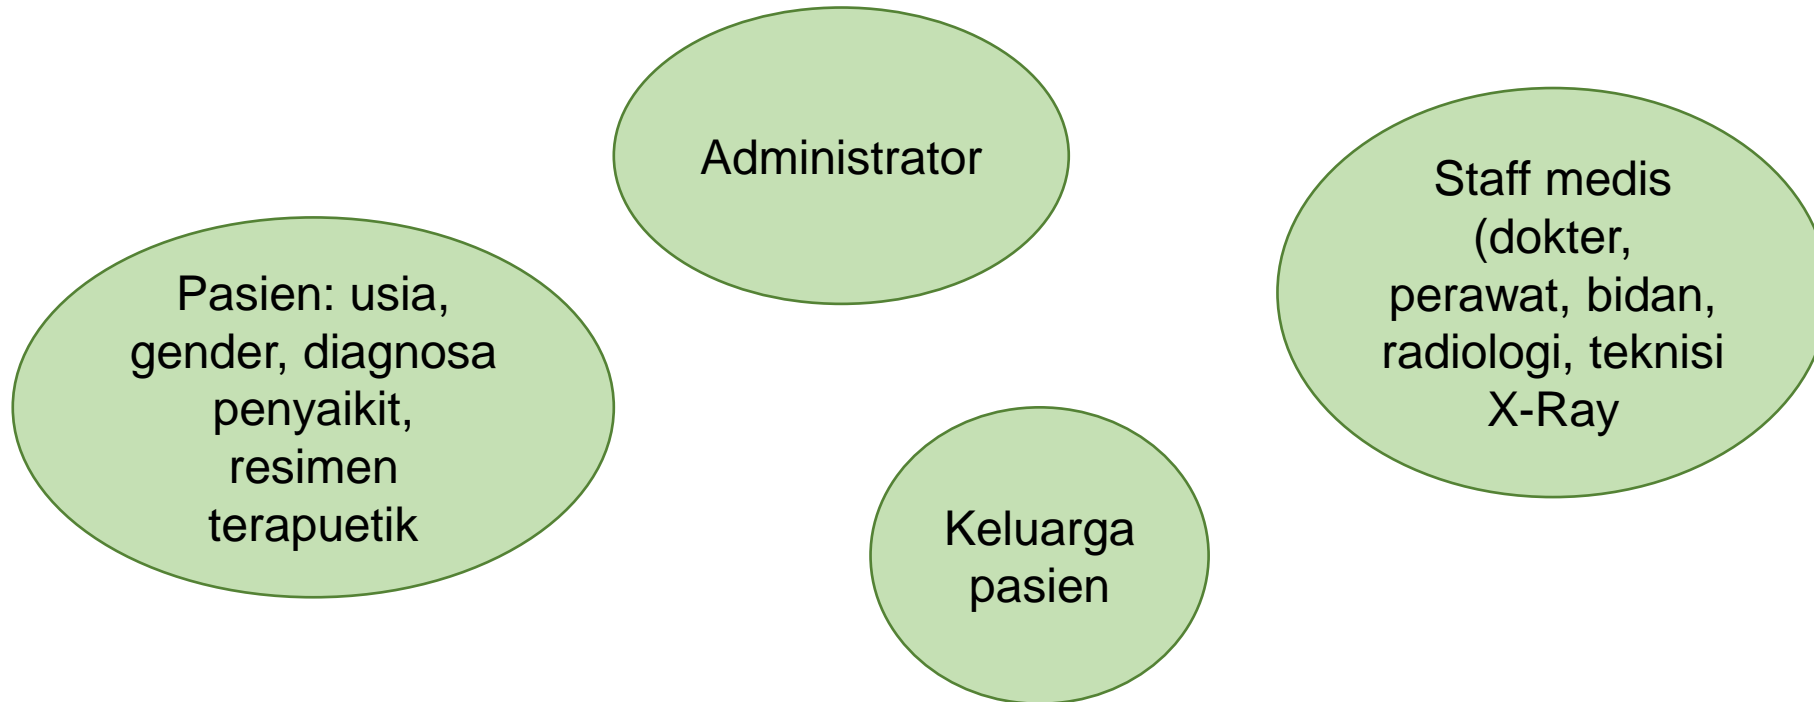 Administrator
Staff medis
(dokter,
perawat, bidan,
radiologi, teknisi
X-Ray
Pasien: usia,
gender, diagnosa
penyaikit,
resimen
terapuetik
Keluarga
pasien